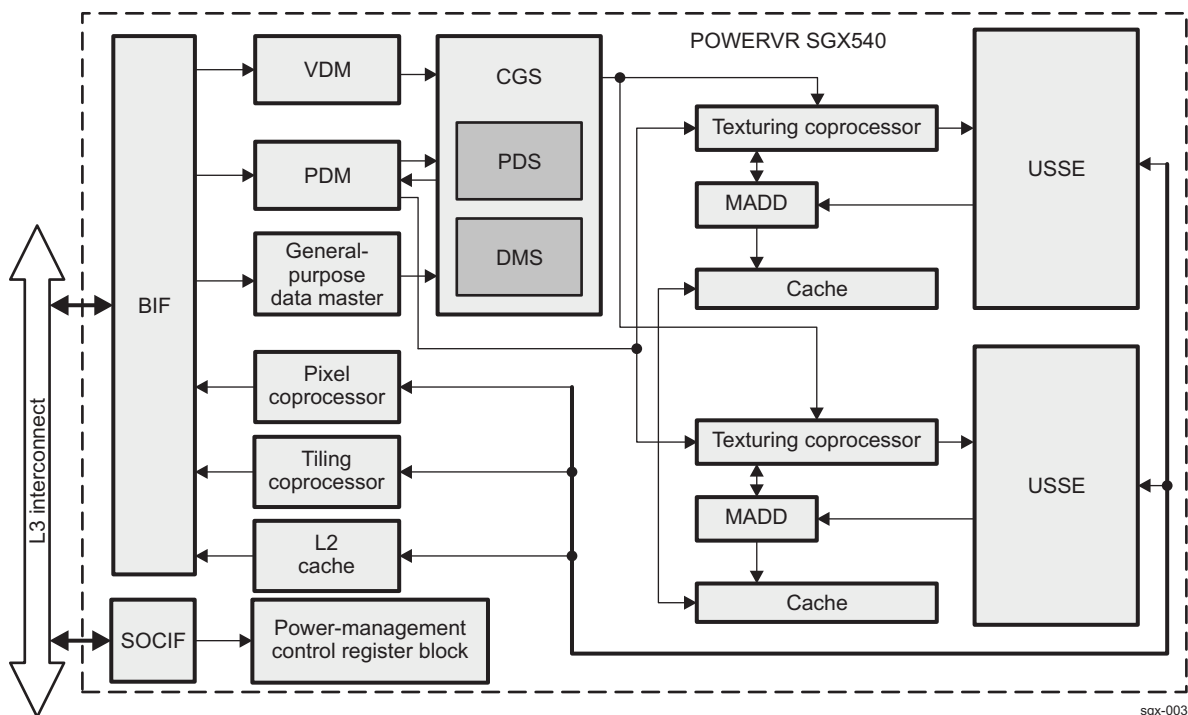 POWERVR SGX540
VDM
CGS
Texturing coprocessor
USSE
PDS
PDM
MADD
DMS
General-
purpose
data master
Cache
BIF
L3 interconnect
Pixel
coprocessor
Texturing coprocessor
USSE
Tiling
coprocessor
MADD
L2
cache
Cache
SOCIF
Power-management
control register block
sgx-003